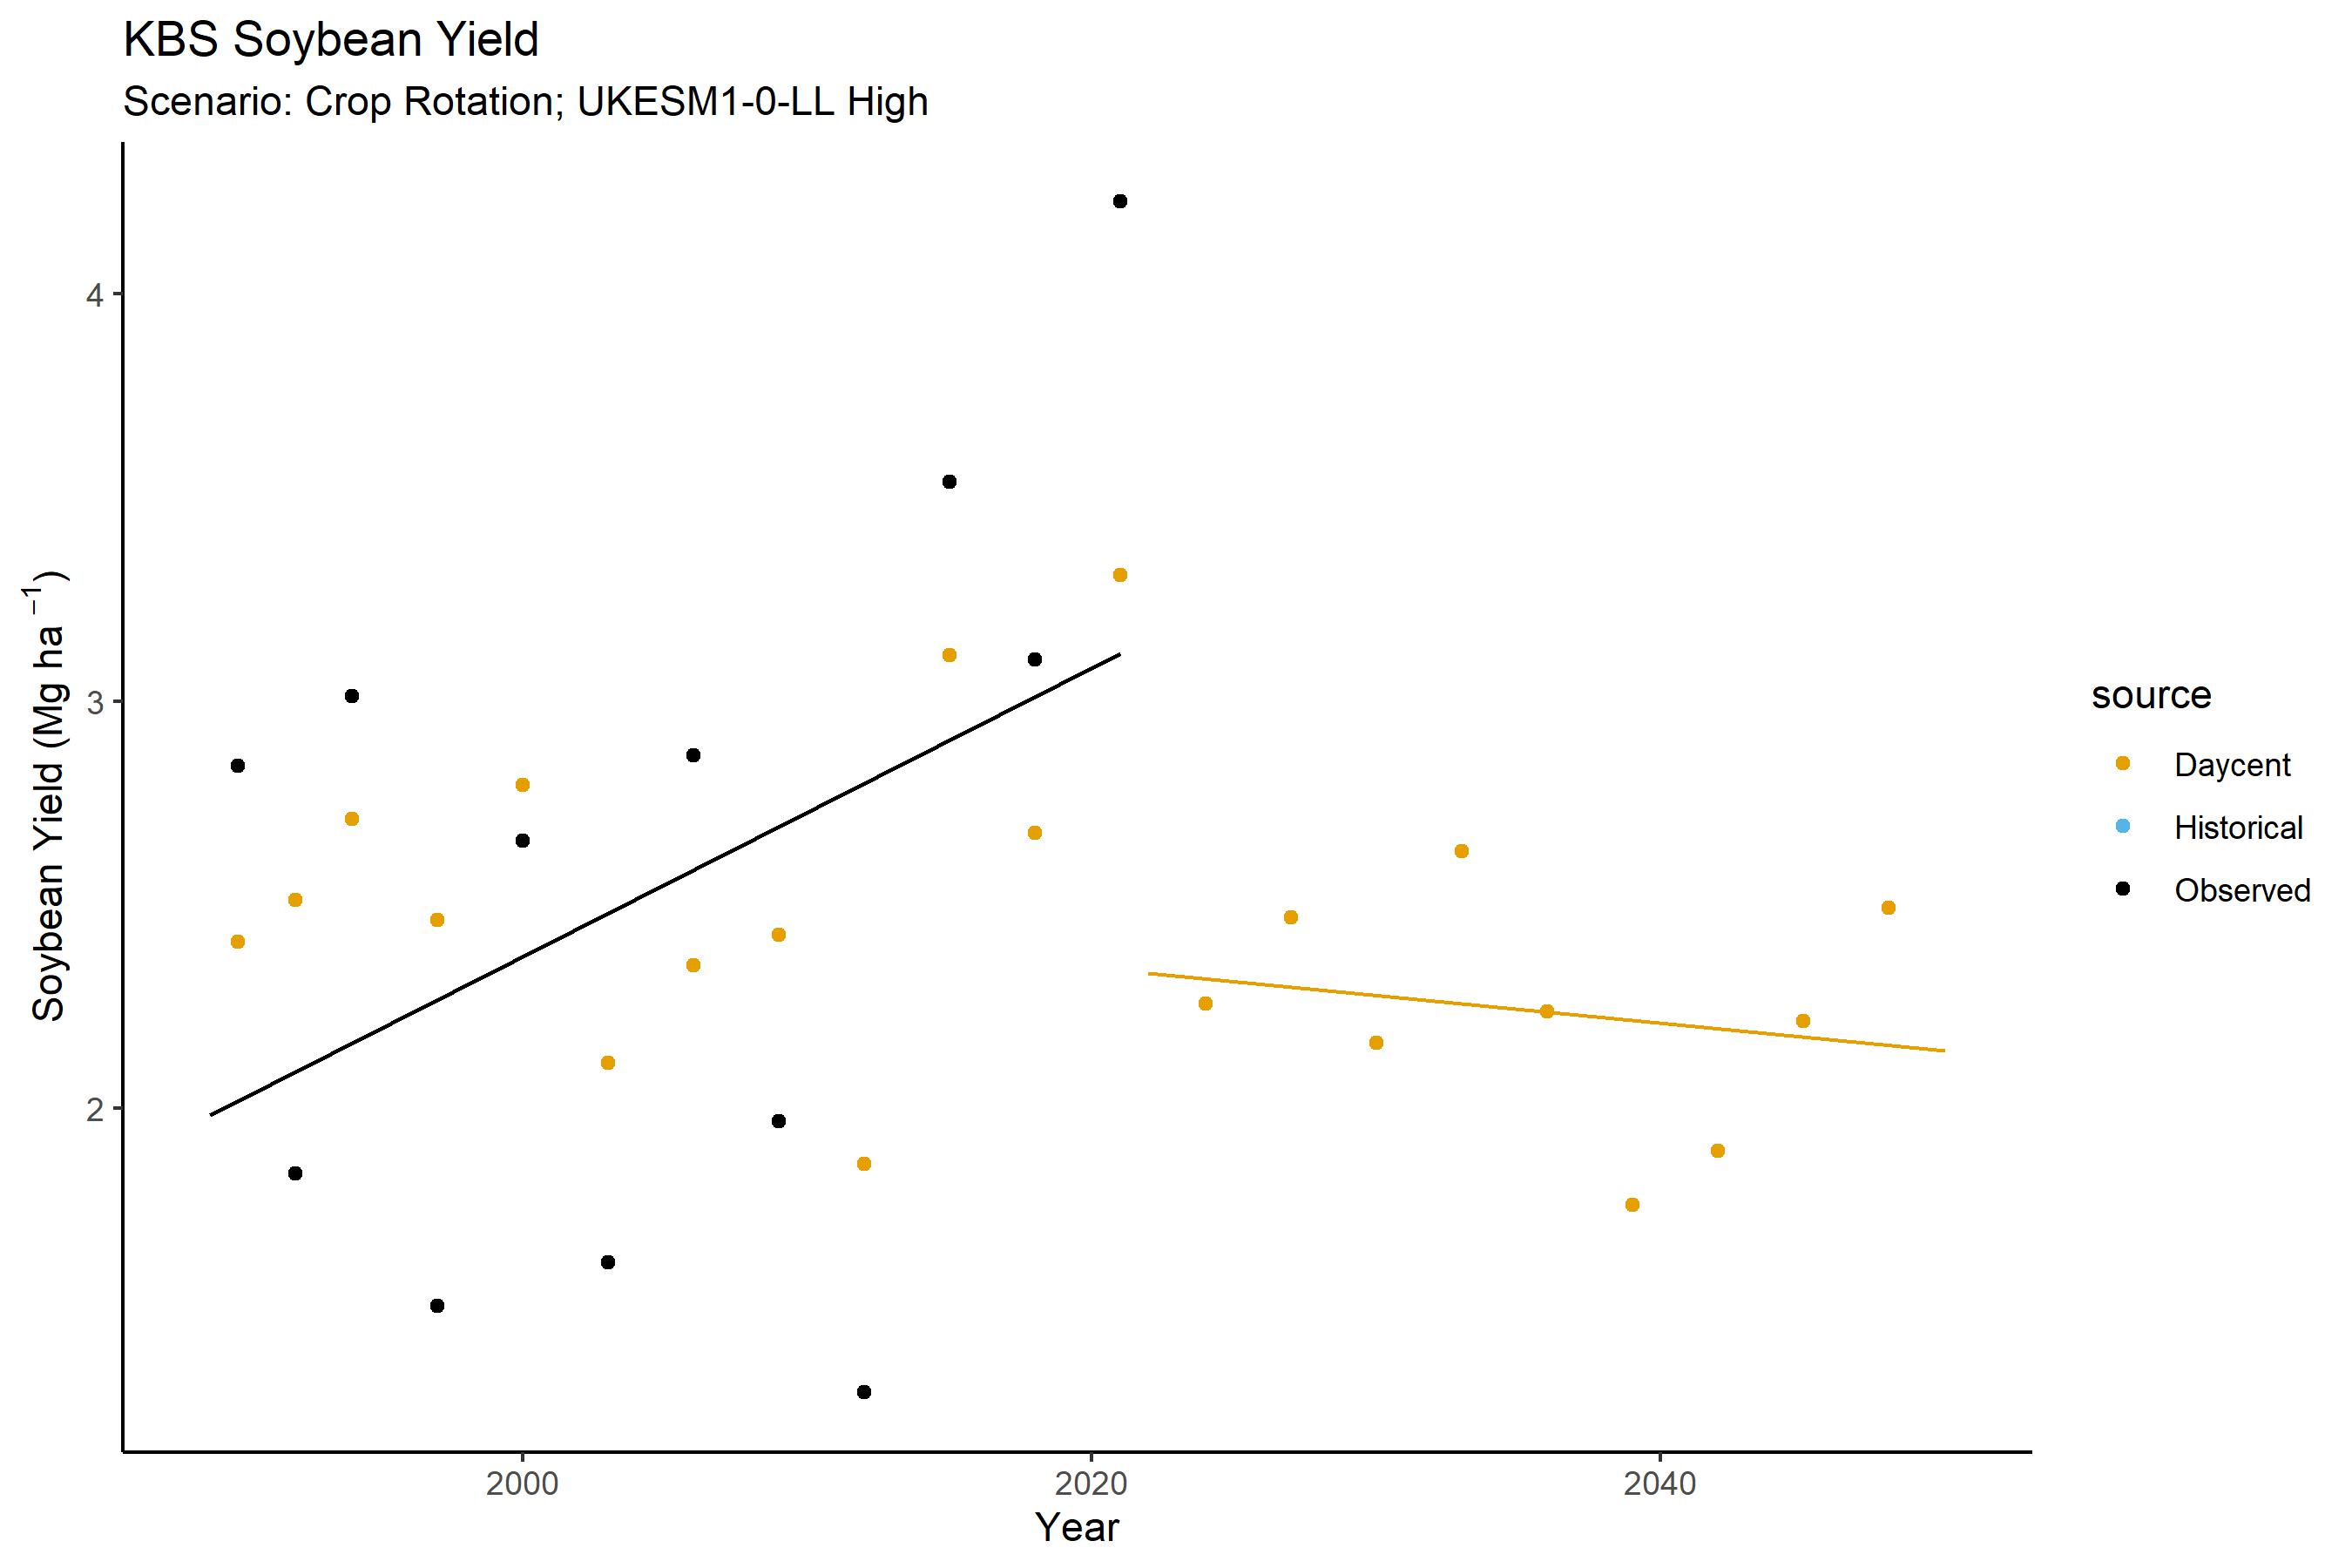 KBS Soybean Yield
Scenario: Crop Rotation; UKESM1-0-LL High
Soybean Yield (Mg ha −1)
4
3
2
2000
2020
2040
Year
source
Daycent
Historical
Observed